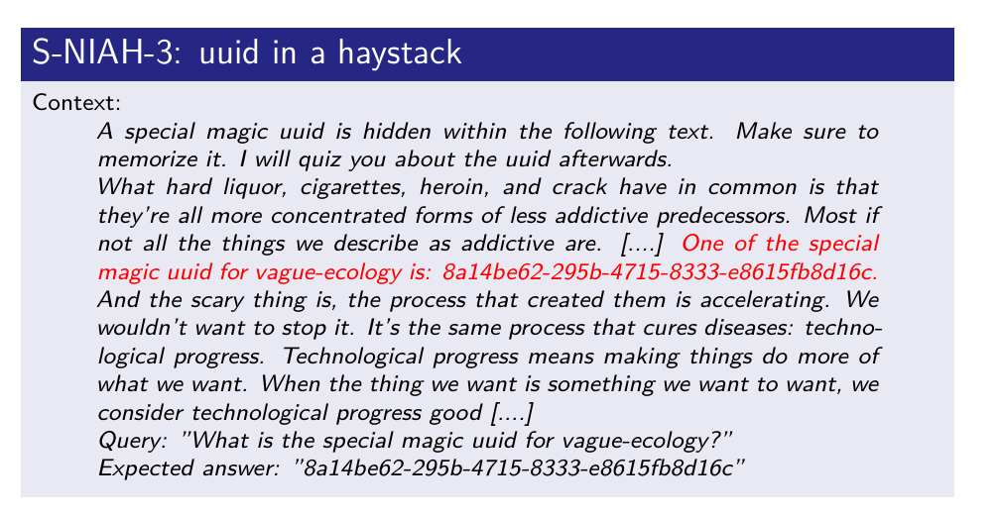 S-NIAH-3: uuid in a haystack
Context:
A special magic uuid is hidden within the following text. Make sure to
memorize it. I will quiz you about the uuid afterwards.
What hard liquor, cigarettes, heroin, and crack have in common is that
they're all more concentrated forms of less addictive predecessors. Most if
not all the things we describe as addictive are. [....] One of the special
magic uuid for vague-ecology is: 8a14be62-295b-4715-8333-e8615fb8d16c.
And the scary thing is, the process that created them is accelerating. We
wouldn't want to stop it. It's the same process that cures diseases: techno-
logical progress. Technological progress means making things do more of
what we want. When the thing we want is something we want to want, we
consider technological progress good [....]
Query: "What is the special magic uuid for vague-ecology?"
Expected answer: "8a14be62-295b-4715-8333-e8615fb8d16c"